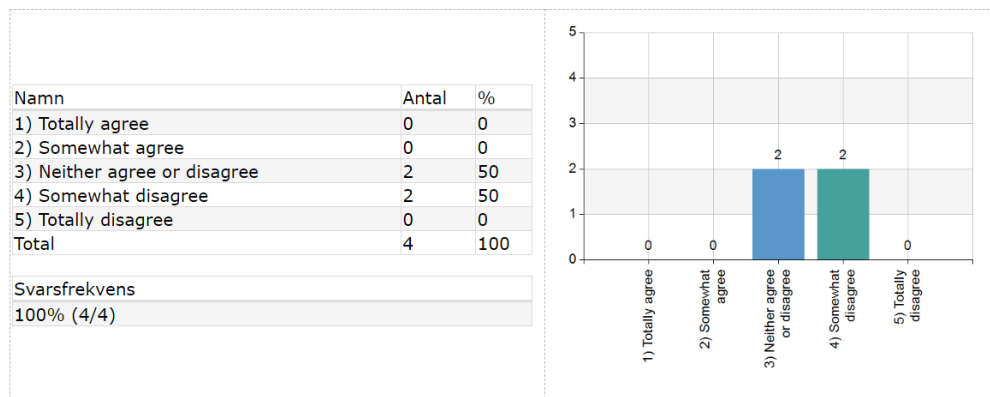 Namn Antal %
1) Totally agree 0 0
2) Somewhat agree 0 0
3) Neither agree or disagree 2 50
4) Somewhat disagree 2 50
5) Totally disagree 0 0
Total 4 100
Svarsfrekvens
100% (4/4)
5
4
3
2
1
0
0 0 2 2 0
1) Totally agree
2) Somewhat
agree
3) Neither agree
or disagree
4) Somewhat
disagree
5) Totally
disagree